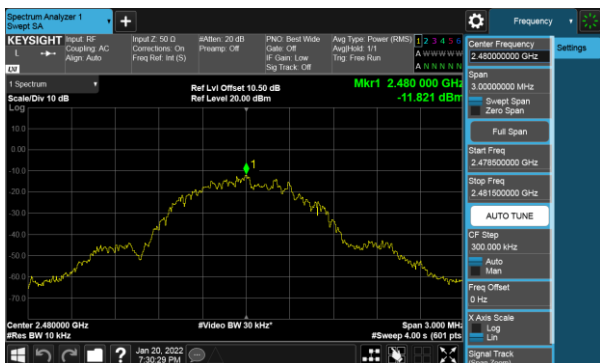 Spectrum Analyzer 1
Swept SA
Frequency
KEYSIGHT
Input: RF
Coupling: AC
Align: Auto
Input Z: 50 Ω
Corrections: On
Freq Ref: Int (S)
#Atten: 20 dB
Preamp: Off
PNO: Best Wide
Gate: Off
IF Gain: Low
Sig Track: Off
Avg Type: Power (RMS)
Avg|Hold: 1/1
Trig: Free Run
1 2 3 4 5 6
A W W W W W
A N N N N N
L
LXI
1 Spectrum
Scale/Div 10 dB
Log
Ref Lvl Offset 10.50 dB
Ref Level 20.00 dBm
Mkr1 2.480 000 GHz
-11.821 dBm
10.0
0.00
-10.0
-20.0
-30.0
-40.0
-50.0
-60.0
-70.0
1
Center 2.480000 GHz
#Res BW 10 kHz
#Video BW 30 kHz*
Span 3.000 MHz
#Sweep 4.00 s (601 pts)
Jan 20, 2022
7:30:29 PM
Center Frequency
2.480000000 GHz
Span
3.00000000 MHz
Swept Span
Zero Span
Full Span
Start Freq
2.478500000 GHz
Stop Freq
2.481500000 GHz
AUTO TUNE
CF Step
300.000 kHz
Auto
Man
Freq Offset
0 Hz
X Axis Scale
Log
Lin
Signal Track
(Span Zoom)
Settings